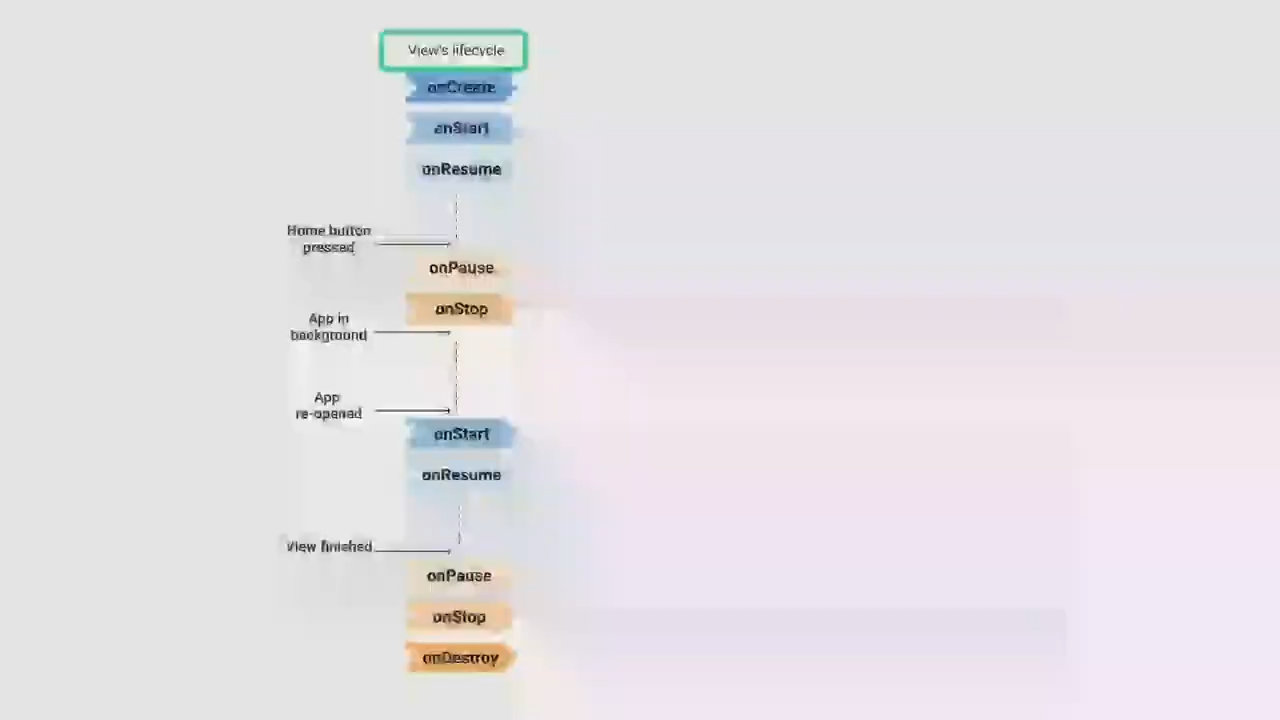 View's lifecycle
onCreate
onStart
onResume
Home button
pressed
onPause
onStop
App in
background
App
re-opened
onStart
onResume
View finished
onPause
onStop
onDestroy